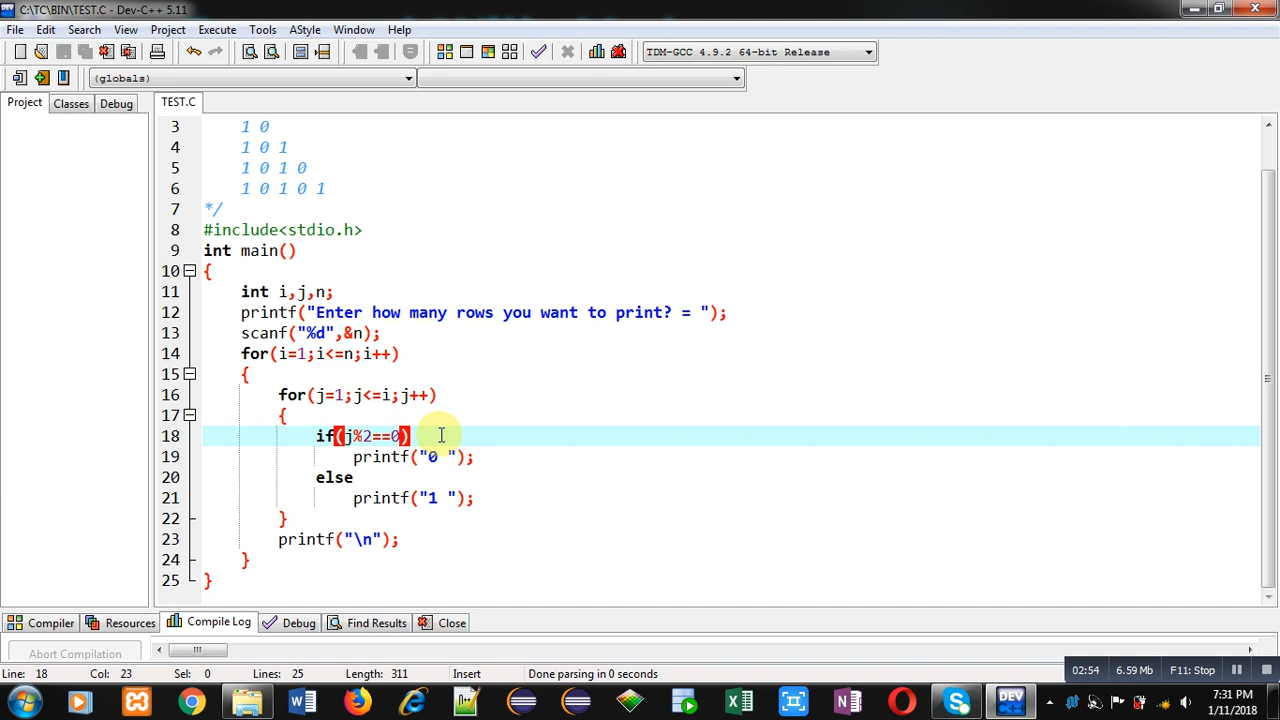 C:\TC\BIN\TEST.C - Dev-C++ 5.11
File Edit Search View Project Execute Tools AStyle Window Help
TDM-GCC 4.9.2 64-bit Release
(globals)
Project Classes Debug TEST.C
3 1 0
4 1 0 1
5 1 0 1 0
6 1 0 1 0 1
7 */
8 #include<stdio.h>
9 int main()
10 {
11 int i,j,n;
12 printf("Enter how many rows you want to print? = ");
13 scanf("%d",&n);
14 for(i=1;i<=n;i++)
15 {
16 for(j=1;j<=i;j++)
17 {
18 if(j%2==0)
19 printf("0 ");
20 else
21 printf("1 ");
22 }
23 printf("\n");
24 }
25 }
Compiler Resources Compile Log Debug Find Results Close
Abort Compilation
Line: 18 Col: 23 Sel: 0 Lines: 25 Length: 311 Insert Done parsing in 0 seconds
02:54 6.59 Mb F11: Stop
7:31 PM
1/11/2018